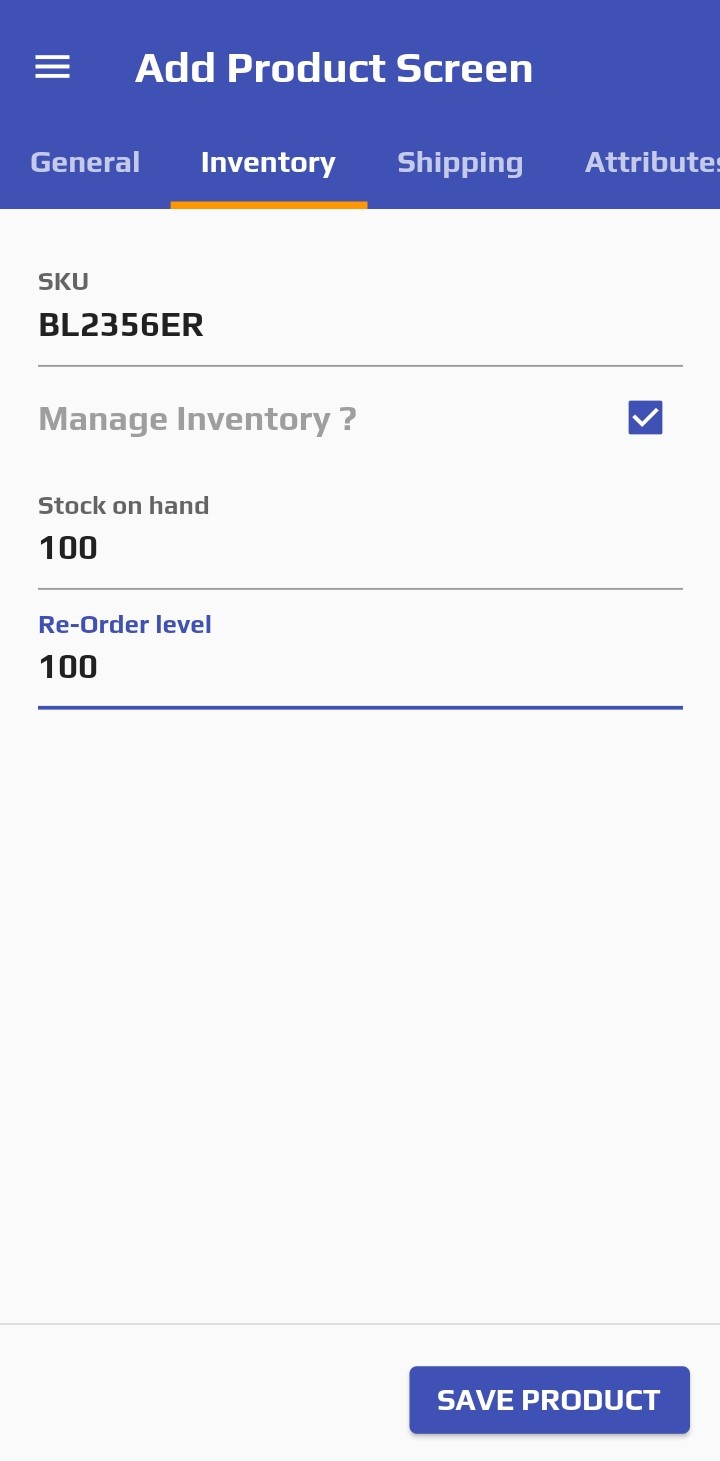 Add Product Screen
General Inventory Shipping Attributes
SKU
BL2356ER
Manage Inventory ?
Stock on hand
100
Re-Order level
100
SAVE PRODUCT